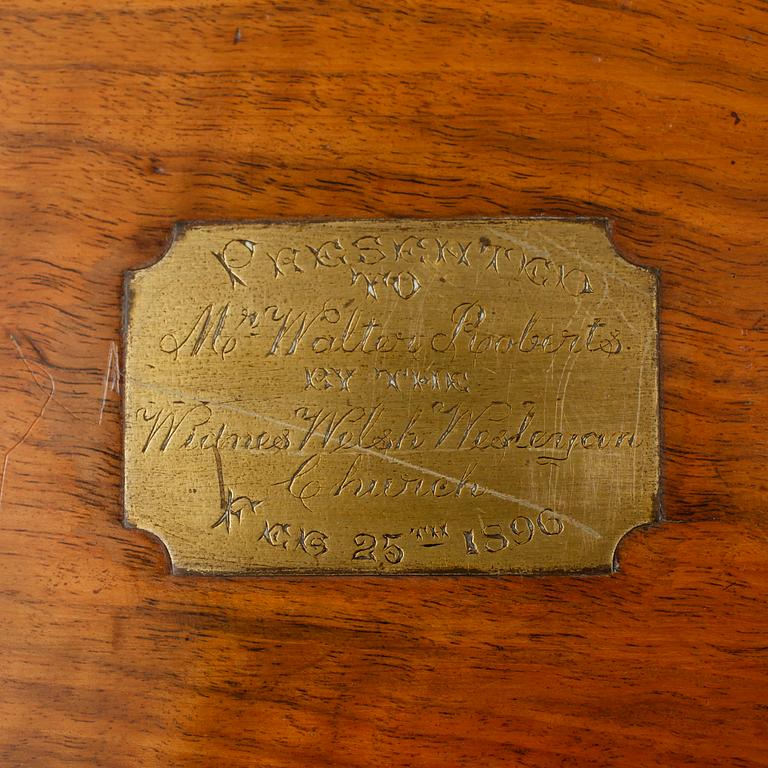 PRESENTED
TO
Mr. Walter Roberts
BY THE
Widnes Welsh Wesleyan
Church
FEB 25TH 1896